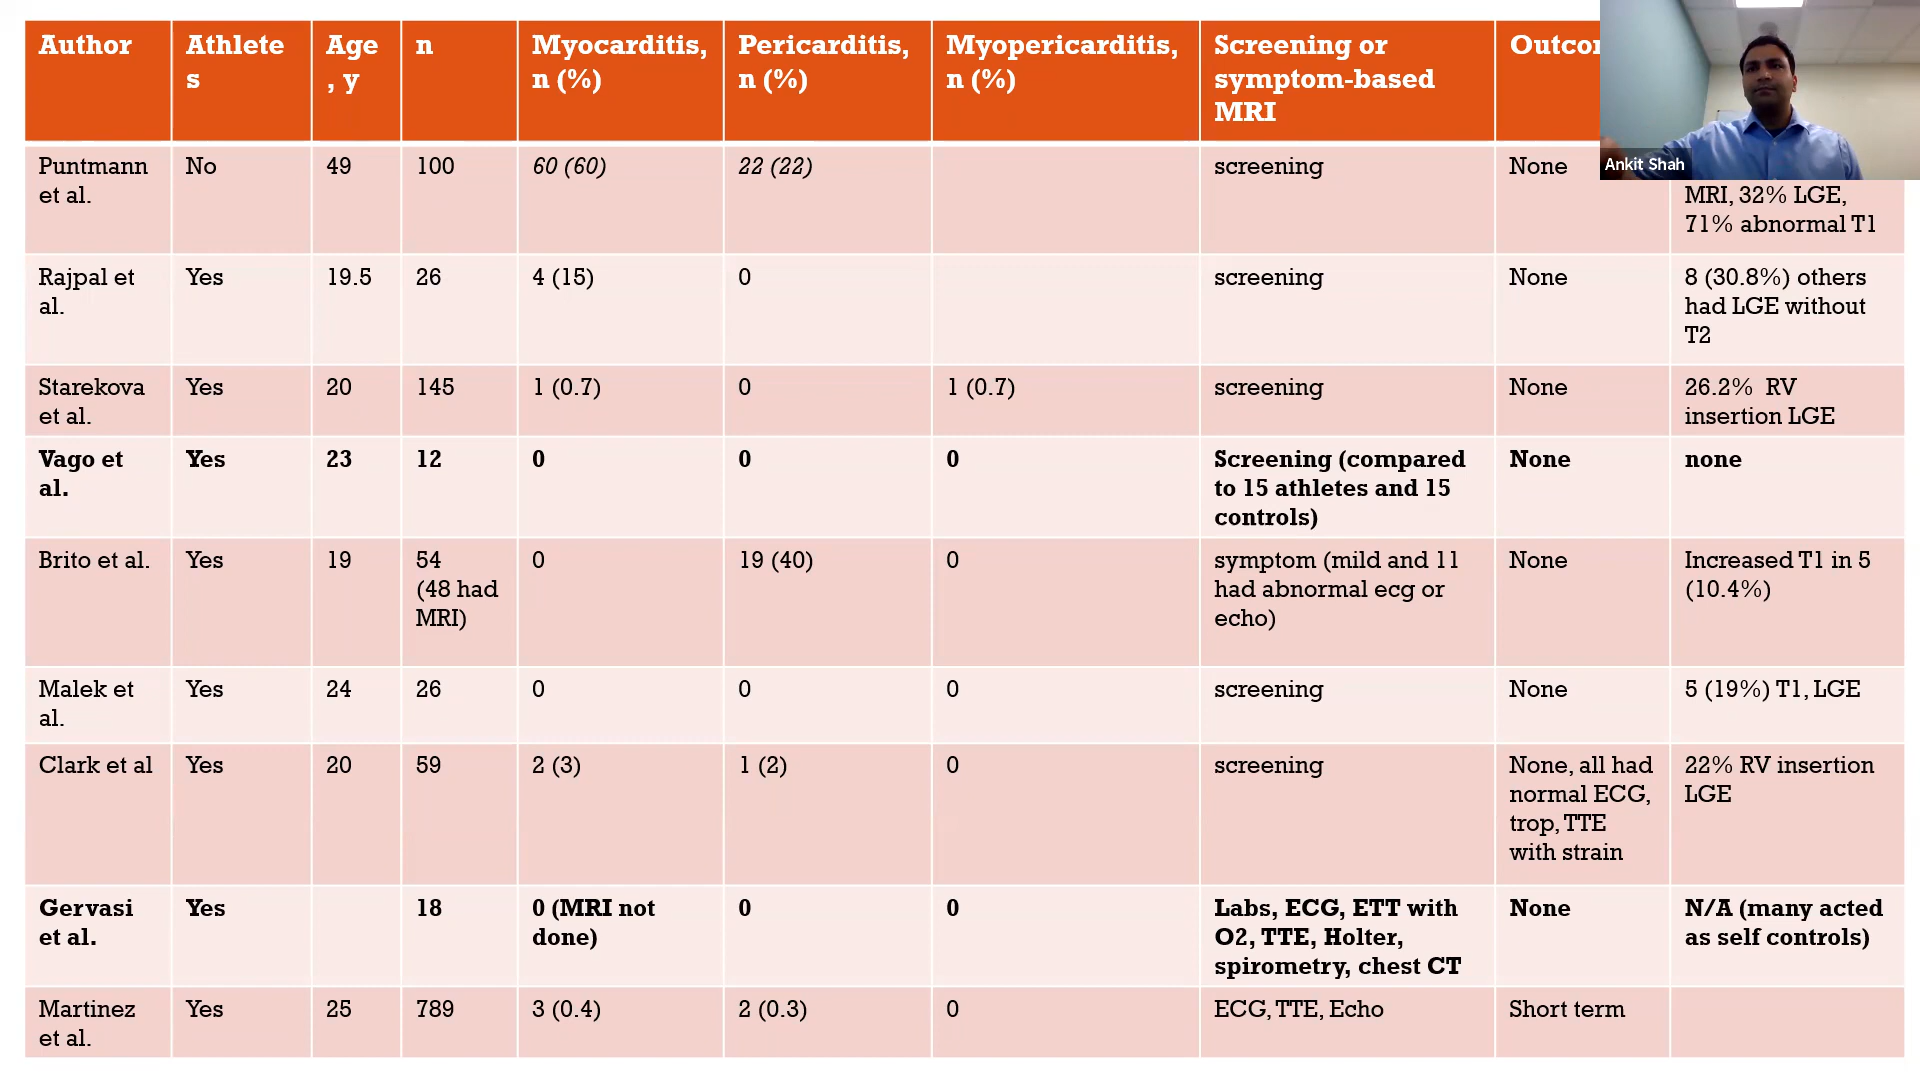 Author Athlete Age n Myocarditis, Pericarditis, Myopericarditis, Screening or
s , y n (%) n (%) n (%) symptom-based
MRI
Ankit Shah
Puntmann No 49 100 60 (60) 22 (22) screening None
et al. MRI, 32% LGE,
71% abnormal T1
Rajpal et Yes 19.5 26 4 (15) 0 screening None 8 (30.8%) others
al. had LGE without
T2
Starekova Yes 20 145 1 (0.7) 0 1 (0.7) screening None 26.2% RV
et al. insertion LGE
Vago et Yes 23 12 0 0 0 Screening (compared None none
al. to 15 athletes and 15
controls)
Brito et al. Yes 19 54 0 19 (40) 0 symptom (mild and 11 None Increased T1 in 5
(48 had had abnormal ecg or (10.4%)
MRI) echo)
Malek et Yes 24 26 0 0 0 screening None 5 (19%) T1, LGE
al.
Clark et al Yes 20 59 2 (3) 1 (2) 0 screening None, all had 22% RV insertion
normal ECG, LGE
trop, TTE
with strain
Gervasi Yes 18 0 (MRI not 0 0 Labs, ECG, ETT with None N/A (many acted
et al. done) O2, TTE, Holter, as self controls)
spirometry, chest CT
Martinez Yes 25 789 3 (0.4) 2 (0.3) 0 ECG, TTE, Echo Short term
et al.